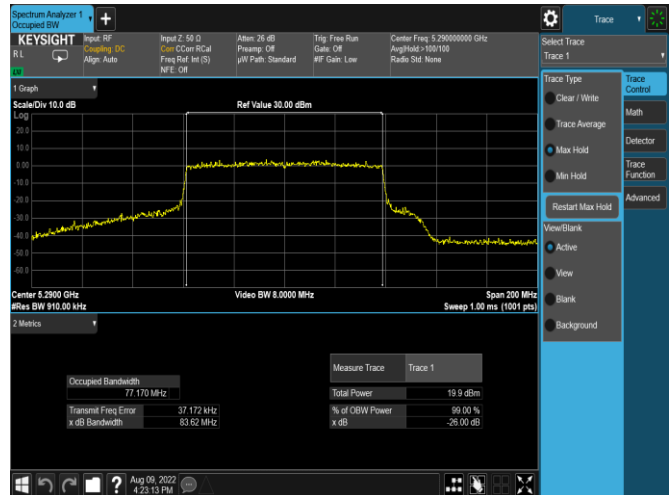 Spectrum Analyzer 1
Occupied BW
Trace
KEYSIGHT
RL
LW
Input: RF
Coupling: DC
Align: Auto
Input Z: 50 Ω
Corr CCorr RCal
Freq Ref: Int (S)
NFE: Off
Atten: 26 dB
Preamp: Off
µW Path: Standard
Trig: Free Run
Gate: Off
#IF Gain: Low
Center Freq: 5.290000000 GHz
Avg|Hold >100/100
Radio Std: None
Select Trace
Trace 1
1 Graph
Scale/Div 10.0 dB
Ref Value 30.00 dBm
Log
20.0
10.0
0.00
-10.0
-20.0
-30.0
-40.0
-50.0
-60.0
Center 5.2900 GHz
Video BW 8.0000 MHz
Span 200 MHz
#Res BW 910.00 kHz
Sweep 1.00 ms (1001 pts)
2 Metrics
Measure Trace
Trace 1
Occupied Bandwidth
77.170 MHz
Total Power
19.9 dBm
Transmit Freq Error
37.172 kHz
% of OBW Power
99.00 %
x dB Bandwidth
83.62 MHz
x dB
-26.00 dB
Trace Type
Clear / Write
Trace Average
Max Hold
Min Hold
Restart Max Hold
View/Blank
Active
View
Blank
Background
Trace
Control
Math
Detector
Trace
Function
Advanced
Aug 09, 2022
4:23:13 PM